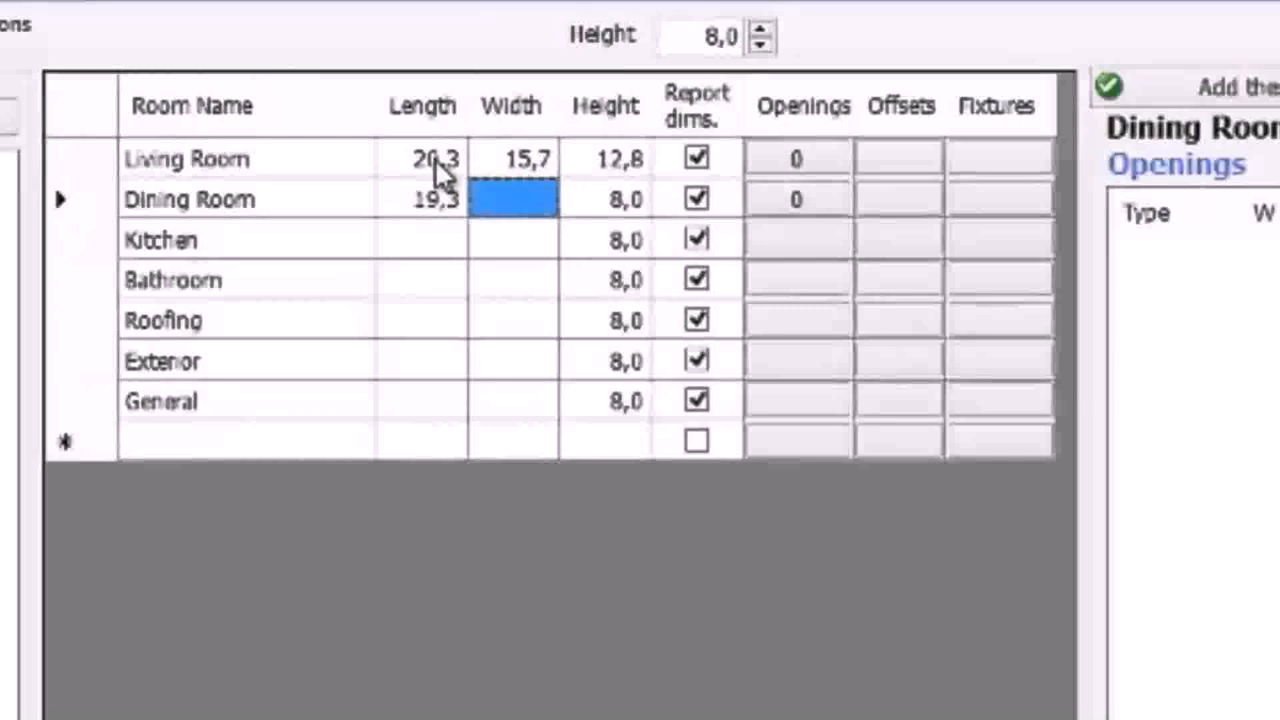 ons
Height 8,0
Room Name Length Width Height Report dims. Openings Offsets Fixtures
Living Room 20,3 15,7 12,8 0
Dining Room 19,3 8,0 0
Kitchen 8,0
Bathroom 8,0
Roofing 8,0
Exterior 8,0
General 8,0
Add the
Dining Roor
Openings
Type W